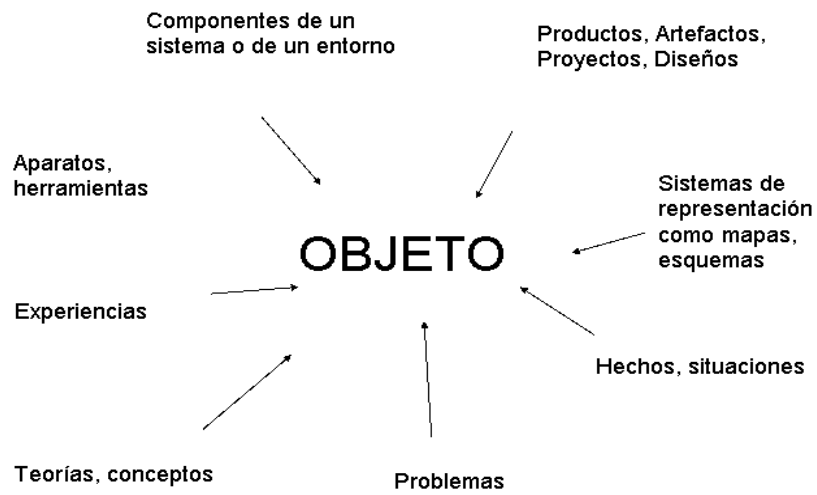 Componentes de un
sistema o de un entorno
Productos, Artefactos,
Proyectos, Diseños
Aparatos,
herramientas
Sistemas de
representación
como mapas,
esquemas
OBJETO
Experiencias
Hechos, situaciones
Teorías, conceptos
Problemas